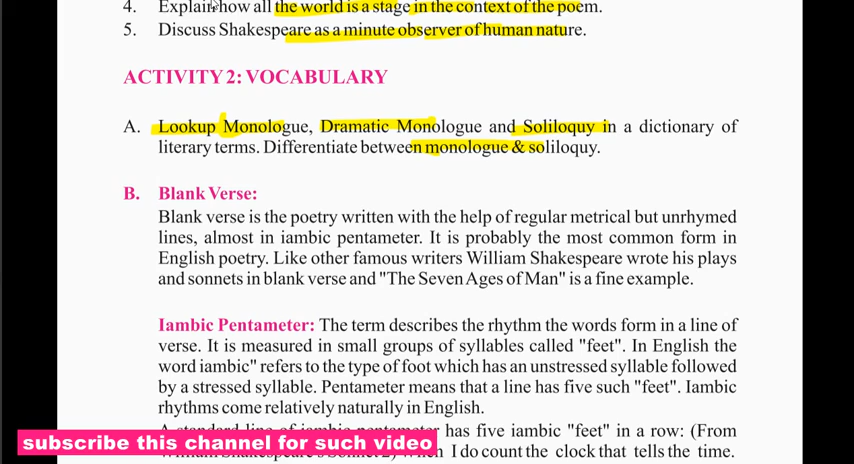 4. Explain how all the world is a stage in the context of the poem.
5. Discuss Shakespeare as a minute observer of human nature.
ACTIVITY 2: VOCABULARY
A. Lookup Monologue, Dramatic Monologue and Soliloquy in a dictionary of
literary terms. Differentiate between monologue & soliloquy.
B. Blank Verse:
Blank verse is the poetry written with the help of regular metrical but unrhymed
lines, almost in iambic pentameter. It is probably the most common form in
English poetry. Like other famous writers William Shakespeare wrote his plays
and sonnets in blank verse and "The Seven Ages of Man" is a fine example.
Iambic Pentameter: The term describes the rhythm the words form in a line of
verse. It is measured in small groups of syllables called "feet". In English the
word iambic" refers to the type of foot which has an unstressed syllable followed
by a stressed syllable. Pentameter means that a line has five such "feet". Iambic
rhythms come relatively naturally in English.
has five iambic "feet" in a row: (From
I do count the clock that tells the time.
subscribe this channel for such video